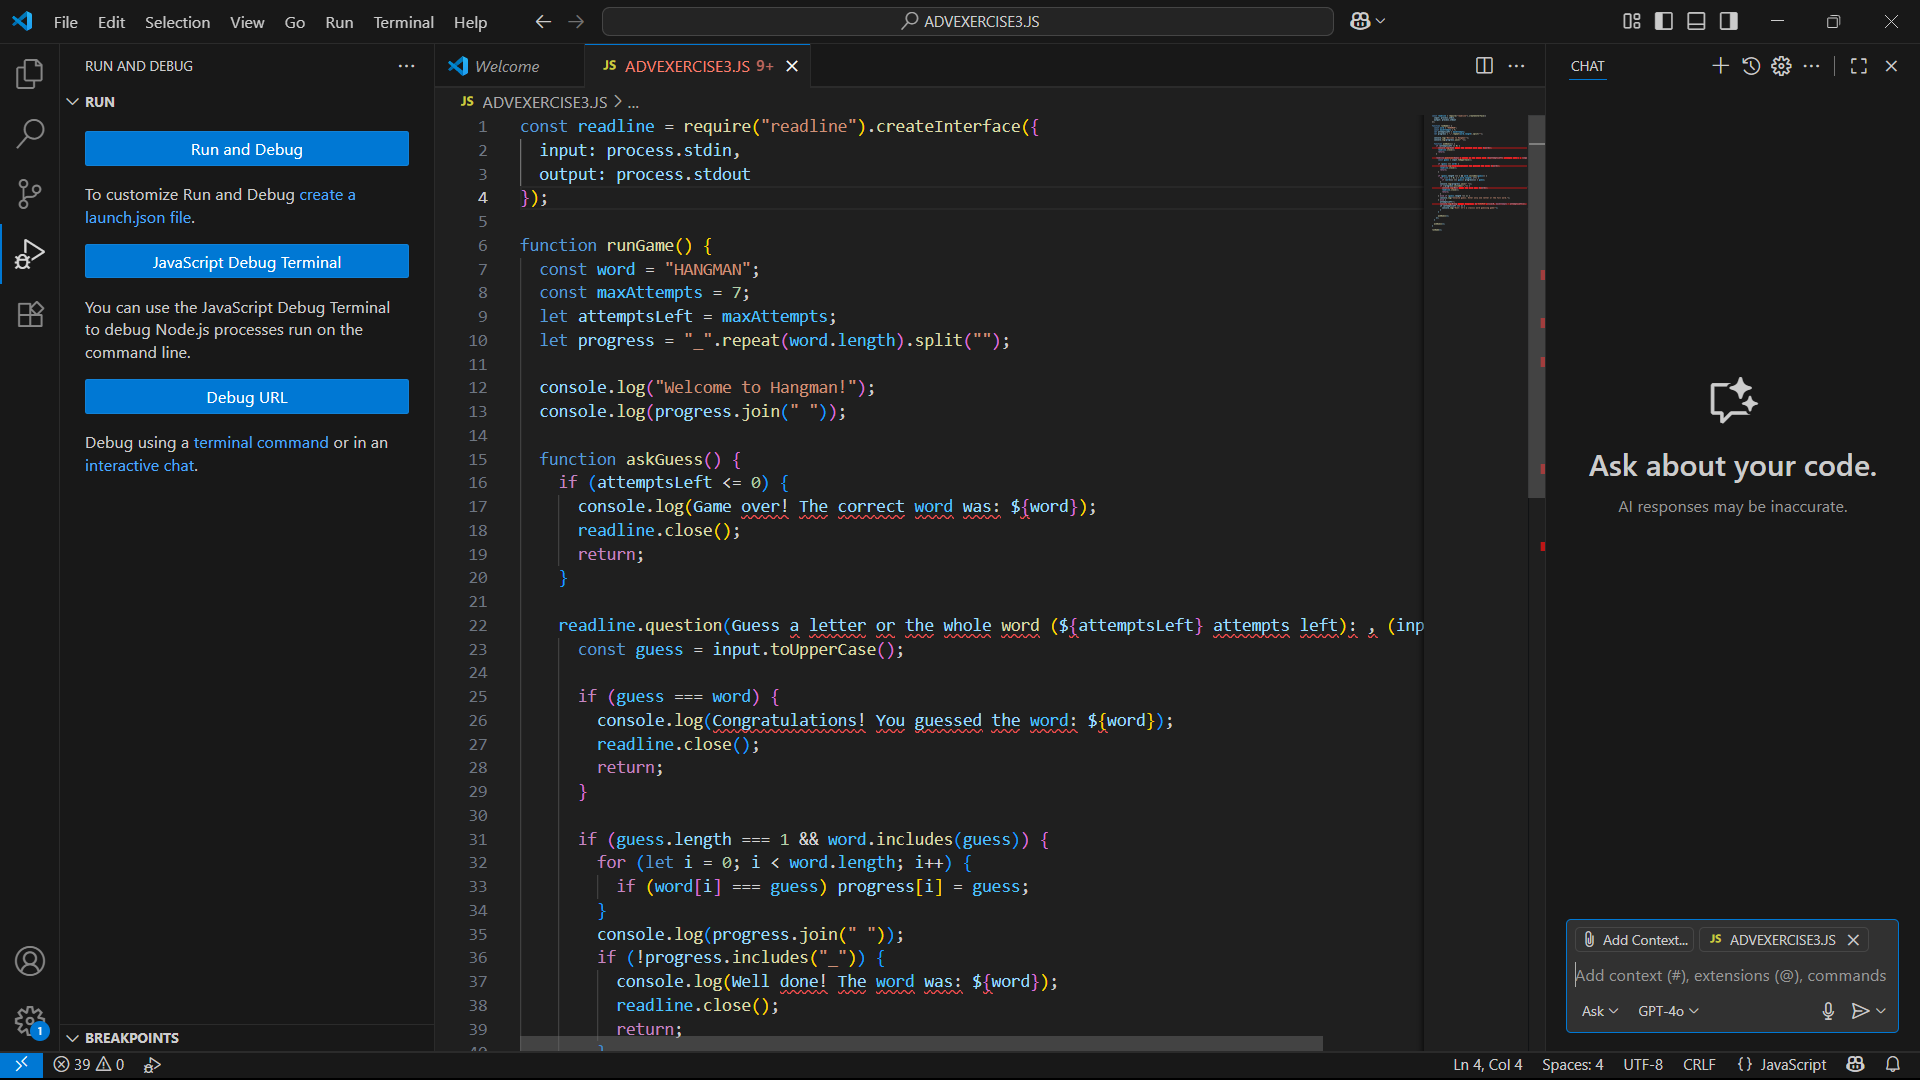 File Edit Selection View Go Run Terminal Help
ADVEXERCISE3.JS
RUN AND DEBUG
RUN
Run and Debug
To customize Run and Debug create a
launch.json file.
JavaScript Debug Terminal
You can use the JavaScript Debug Terminal
to debug Node.js processes run on the
command line.
Debug URL
Debug using a terminal command or in an
interactive chat.
BREAKPOINTS
Welcome
JS ADVEXERCISE3.JS 9+
JS ADVEXERCISE3.JS > ...
1 const readline = require("readline").createInterface({
2   input: process.stdin,
3   output: process.stdout
4 });
5
6 function runGame() {
7   const word = "HANGMAN";
8   const maxAttempts = 7;
9   let attemptsLeft = maxAttempts;
10   let progress = "_".repeat(word.length).split("");
11
12   console.log("Welcome to Hangman!");
13   console.log(progress.join(" "));
14
15   function askGuess() {
16     if (attemptsLeft <= 0) {
17       console.log(Game over! The correct word was: ${word});
18       readline.close();
19       return;
20     }
21
22     readline.question(Guess a letter or the whole word (${attemptsLeft} attempts left): , (inp
23       const guess = input.toUpperCase();
24
25       if (guess === word) {
26         console.log(Congratulations! You guessed the word: ${word});
27         readline.close();
28         return;
29       }
30
31       if (guess.length === 1 && word.includes(guess)) {
32         for (let i = 0; i < word.length; i++) {
33           if (word[i] === guess) progress[i] = guess;
34         }
35         console.log(progress.join(" "));
36         if (!progress.includes("_")) {
37           console.log(Well done! The word was: ${word});
38           readline.close();
39           return;
CHAT
Ask about your code.
AI responses may be inaccurate.
Add Context...
JS ADVEXERCISE3.JS
Add context (#), extensions (@), commands
Ask
GPT-4o
1
39 0
Ln 4, Col 4
Spaces: 4
UTF-8
CRLF
{} JavaScript